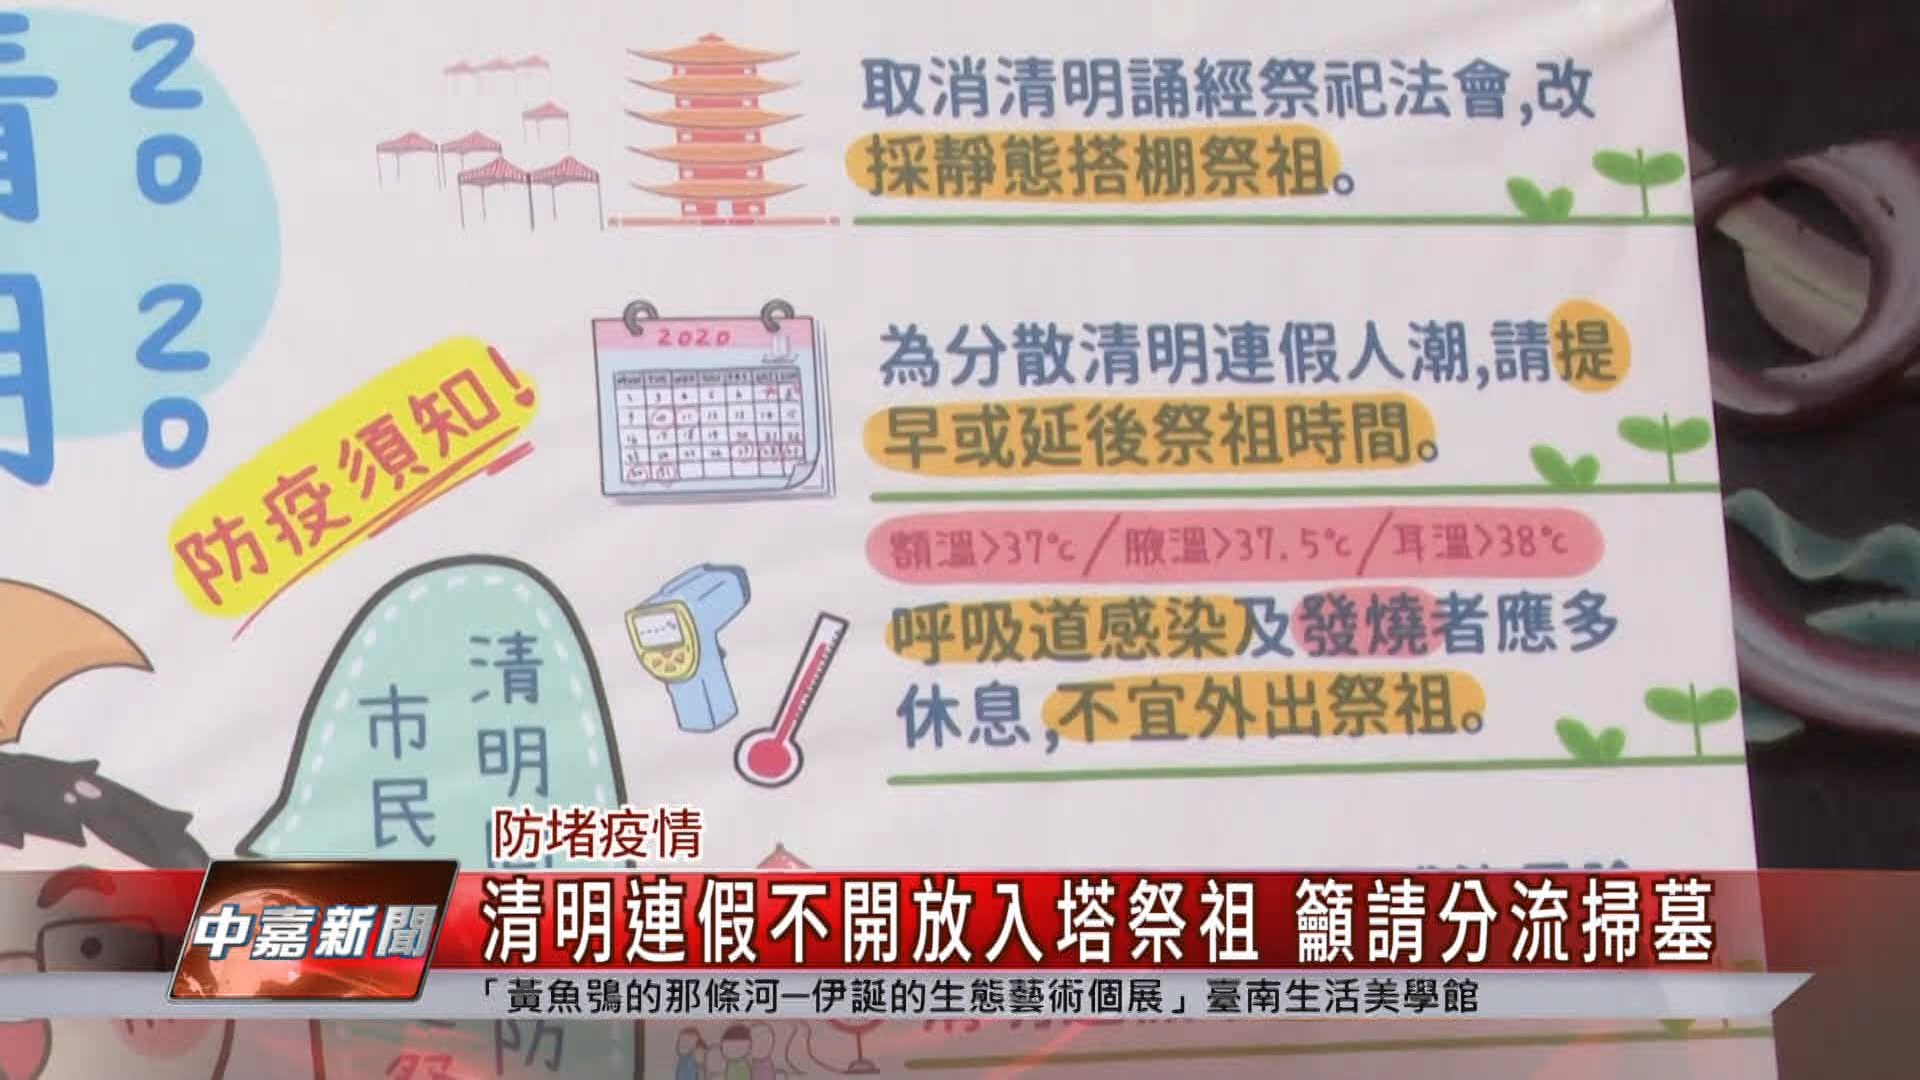 2020
防疫須知!
取消清明誦經祭祀法會,改
採靜態搭棚祭祖。
2020
為分散清明連假人潮,請提
早或延後祭祖時間。
額溫>37°c/腋溫>37.5°c/耳溫>38°c
呼吸道感染及發燒者應多
休息,不宜外出祭祖。
清明
市民
防堵疫情
中嘉新聞
清明連假不開放入塔祭祖 籲請分流掃墓
「黃魚鴞的那條河─伊誕的生態藝術個展」臺南生活美學館
防